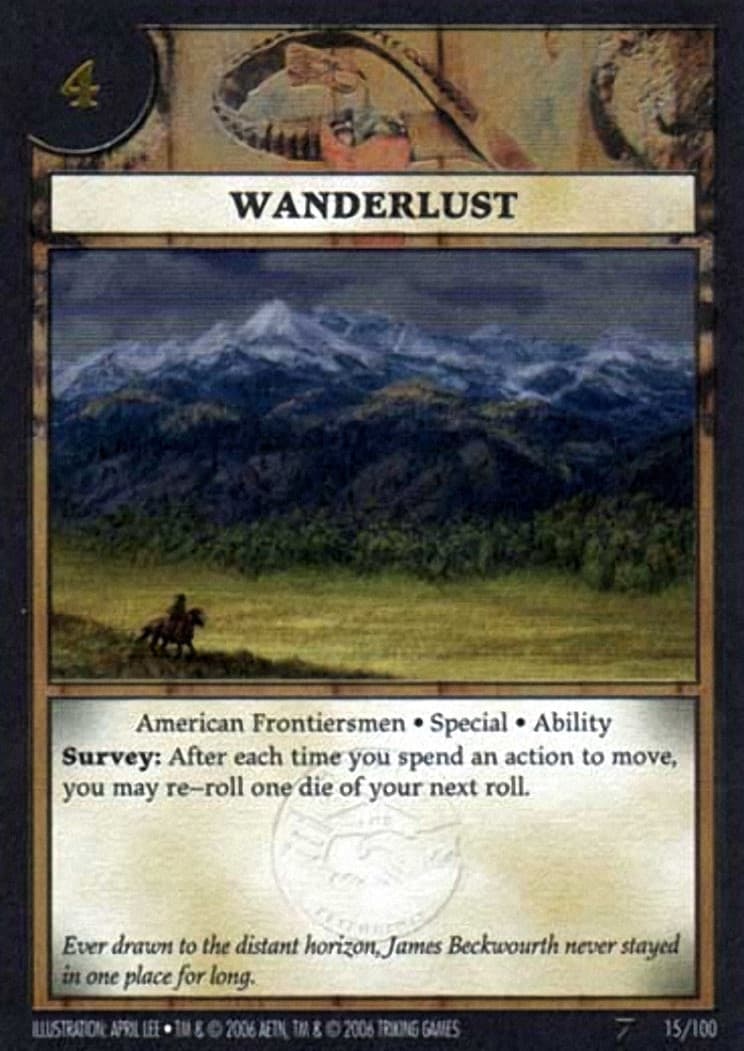 4
WANDERLUST
American Frontiersmen • Special • Ability
Survey: After each time you spend an action to move,
you may re–roll one die of your next roll.
Ever drawn to the distant horizon, James Beckwourth never stayed
in one place for long.
ILLUSTRATION: APRIL LEE • TM & © 2006 AETN, TM & © 2006 TRIKING GAMES
15/100